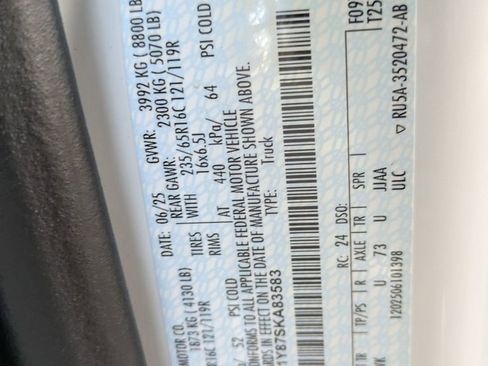 MOTOR CO.
DATE: 06/25 GVWR: 3992 KG ( 8800 LB
1873 KG ( 4130 LB) REAR GAWR: 2300 KG ( 5070 LB)
TIRES WITH 235/65R16C 121/119R
R16C 121/119R RIMS 16x6.5J
/ 52 PSI COLD AT 440 kPa/ 64 PSI COLD
TO ALL APPLICABLE FEDERAL MOTOR VEHICLE
ARDS IN EFFECT ON THE DATE OF MANUFACTURE SHOWN ABOVE.
1Y87SKA83583 TYPE: Truck
F09
T25
RC: 24 DSO:
TR TP/PS R AXLE TR SPR
WK U 73 U JJAA
ULC
1202506101398 RU5A-3520472-AB